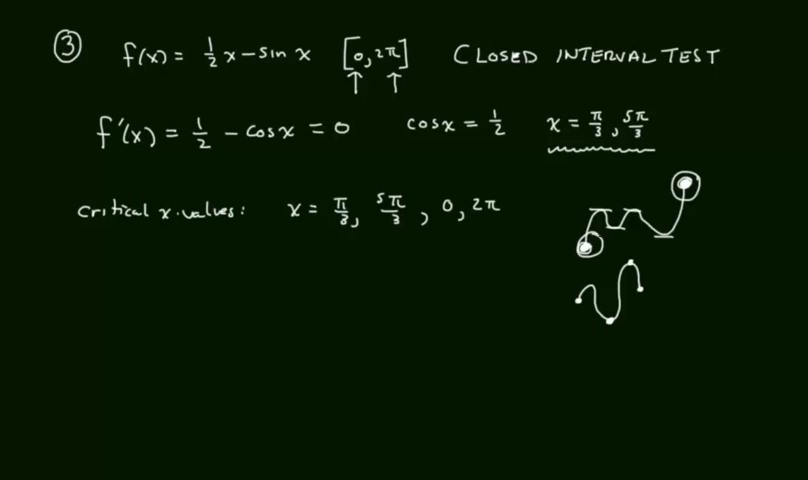 ③ f(x) = 1/2 x - sin x [0, 2π] CLOSED INTERVAL TEST
f'(x) = 1/2 - cos x = 0 cos x = 1/2 x = π/3, 5π/3
critical x-values: x = π/3, 5π/3, 0, 2π